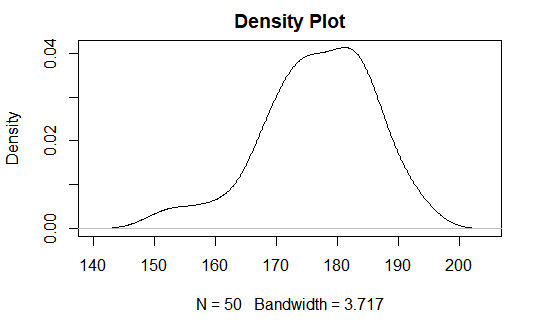 Density Plot
Density
0.00 0.02 0.04
140 150 160 170 180 190 200
N = 50 Bandwidth = 3.717